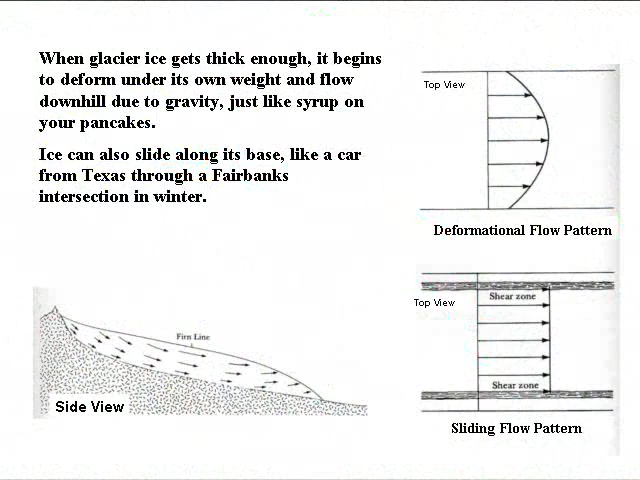 When glacier ice gets thick enough, it begins
to deform under its own weight and flow
downhill due to gravity, just like syrup on
your pancakes.
Ice can also slide along its base, like a car
from Texas through a Fairbanks
intersection in winter.
Top View
Deformational Flow Pattern
Top View
Shear zone
Shear zone
Sliding Flow Pattern
Firn Line
Side View